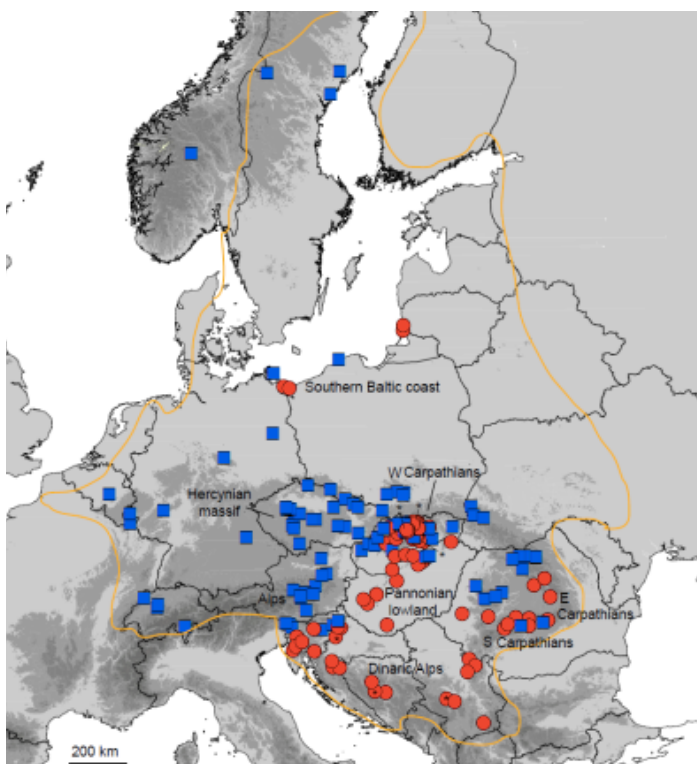 Southern Baltic coast
W Carpathians
Hercynian
massif
Alps
Pannonian
lowland
E
Carpathians
S Carpathians
Dinaric Alps
200 km